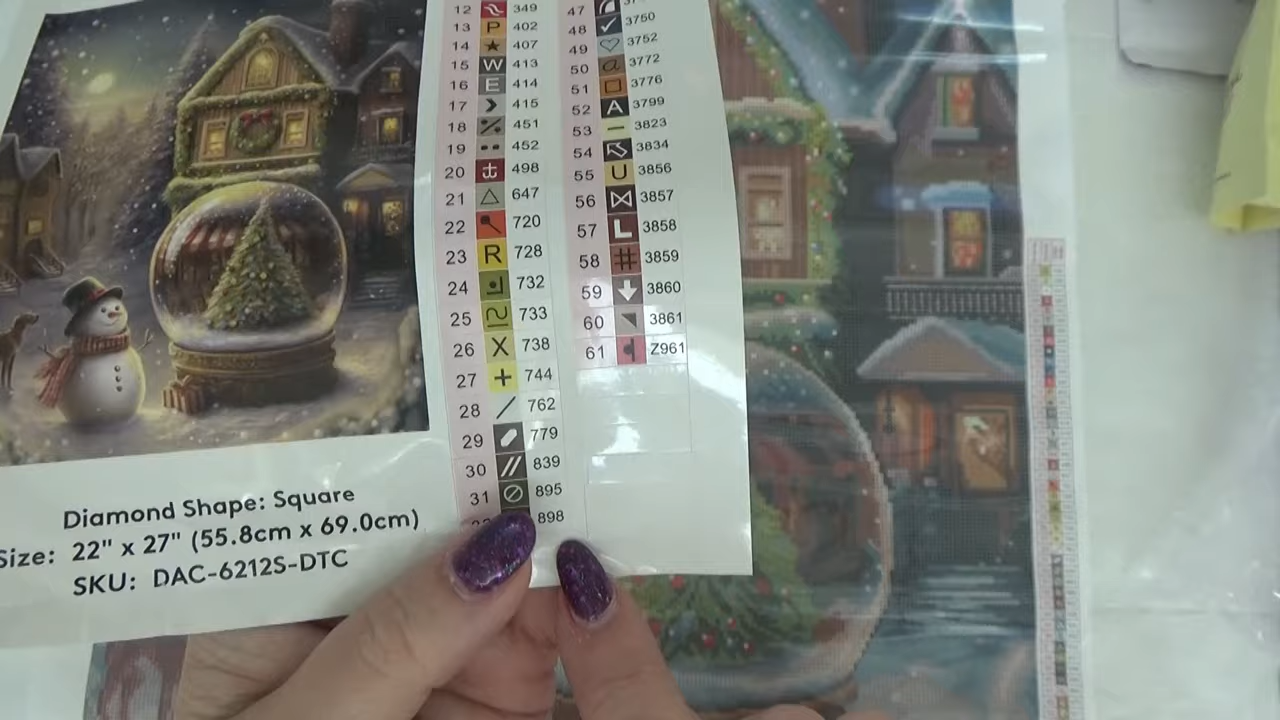 12 349
13 P 402
14 407
15 W 413
16 E 414
17 415
18 451
19 452
20 498
21 647
22 720
23 R 728
24 732
25 733
26 X 738
27 + 744
28 / 762
29 779
30 // 839
31 895
898
47
48 3750
49 3752
50 a 3772
51 3776
52 A 3799
53 3823
54 3834
55 U 3856
56 3857
57 L 3858
58 # 3859
59 3860
60 3861
61 Z961
Diamond Shape: Square
Size: 22" x 27" (55.8cm x 69.0cm)
SKU: DAC-6212S-DTC